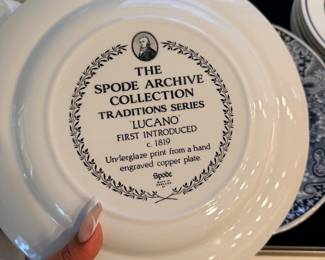 THE
SPODE ARCHIVE
COLLECTION
TRADITIONS SERIES
'LUCANO'
FIRST INTRODUCED
c. 1819
Underglaze print from a hand
engraved copper plate.
Spode